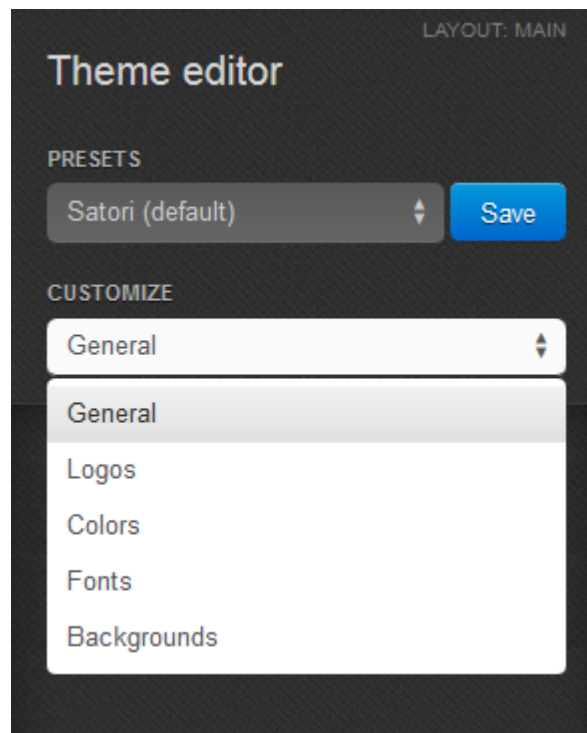 LAYOUT: MAIN
Theme editor
PRESETS
Satori (default)
Save
CUSTOMIZE
General
General
Logos
Colors
Fonts
Backgrounds